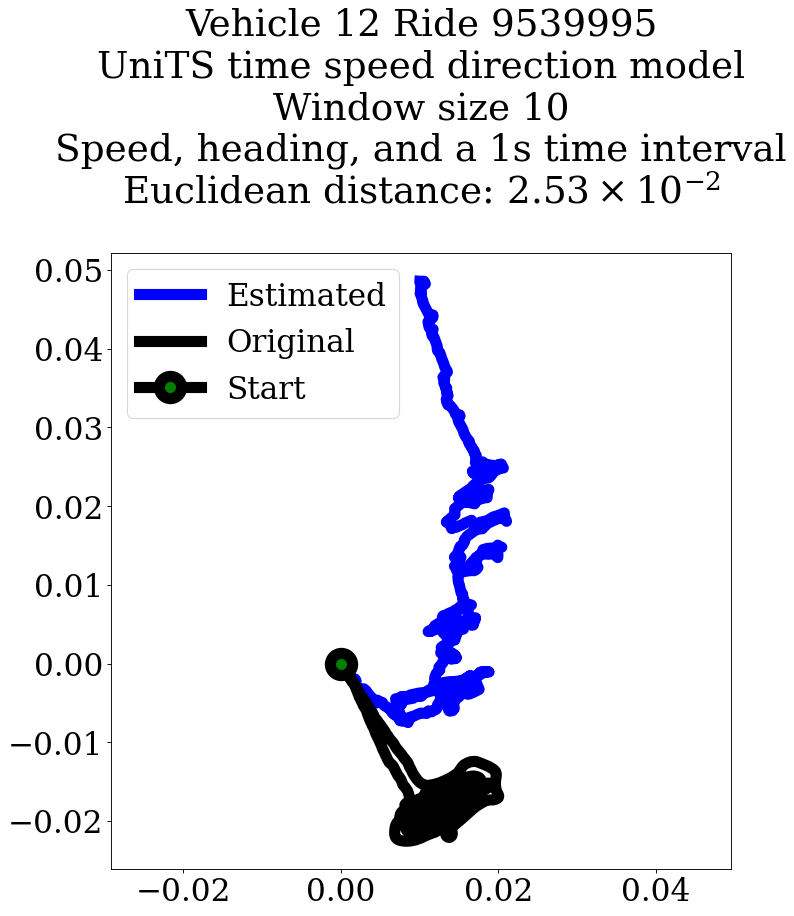 Vehicle 12 Ride 9539995
UniTS time speed direction model
Window size 10
Speed, heading, and a 1s time interval
Euclidean distance: 2.53 × 10⁻²
0.05
Estimated
0.04
Original
Start
0.03
0.02
0.01
0.00
−0.01
−0.02
−0.02 0.00 0.02 0.04